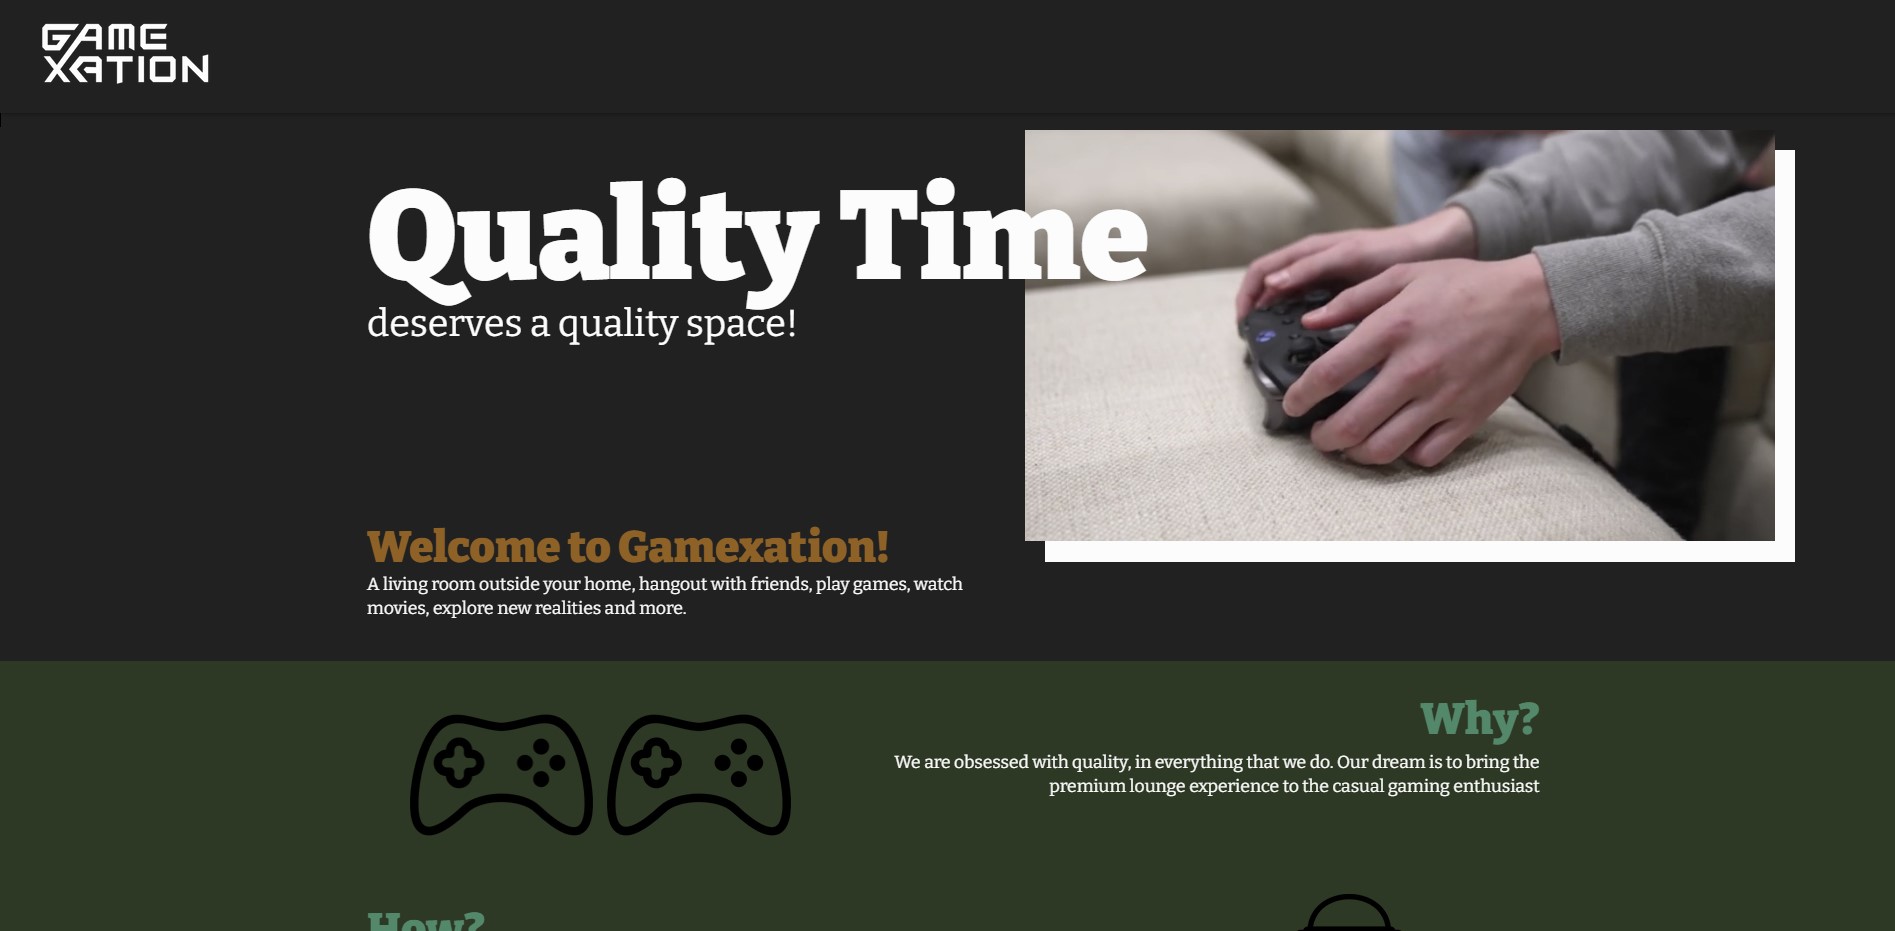 GAME
XATION
Quality Time
deserves a quality space!
Welcome to Gamexation!
A living room outside your home, hangout with friends, play games, watch
movies, explore new realities and more.
Why?
We are obsessed with quality, in everything that we do. Our dream is to bring the
premium lounge experience to the casual gaming enthusiast
How?